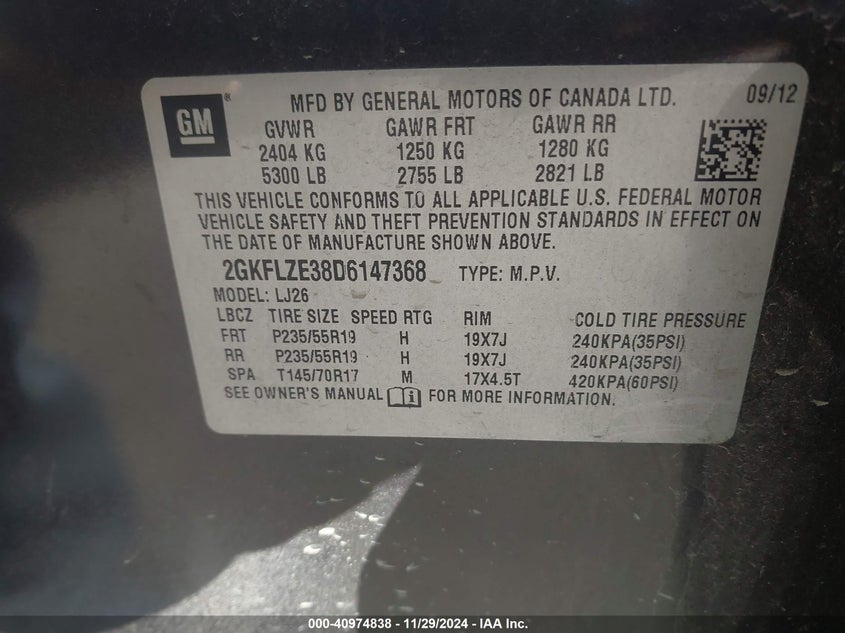 GM ® MFD BY GENERAL MOTORS OF CANADA LTD. 09/12
GVWR GAWR FRT GAWR RR
2404 KG 1250 KG 1280 KG
5300 LB 2755 LB 2821 LB
THIS VEHICLE CONFORMS TO ALL APPLICABLE U.S. FEDERAL MOTOR
VEHICLE SAFETY AND THEFT PREVENTION STANDARDS IN EFFECT ON
THE DATE OF MANUFACTURE SHOWN ABOVE.
2GKFLZE38D6147368 TYPE: M.P.V.
MODEL: LJ26
LBCZ TIRE SIZE SPEED RTG RIM COLD TIRE PRESSURE
FRT P235/55R19 H 19X7J 240KPA(35PSI)
RR P235/55R19 H 19X7J 240KPA(35PSI)
SPA T145/70R17 M 17X4.5T 420KPA(60PSI)
SEE OWNER'S MANUAL FOR MORE INFORMATION.
000-40974838 - 11/29/2024 - IAA Inc.